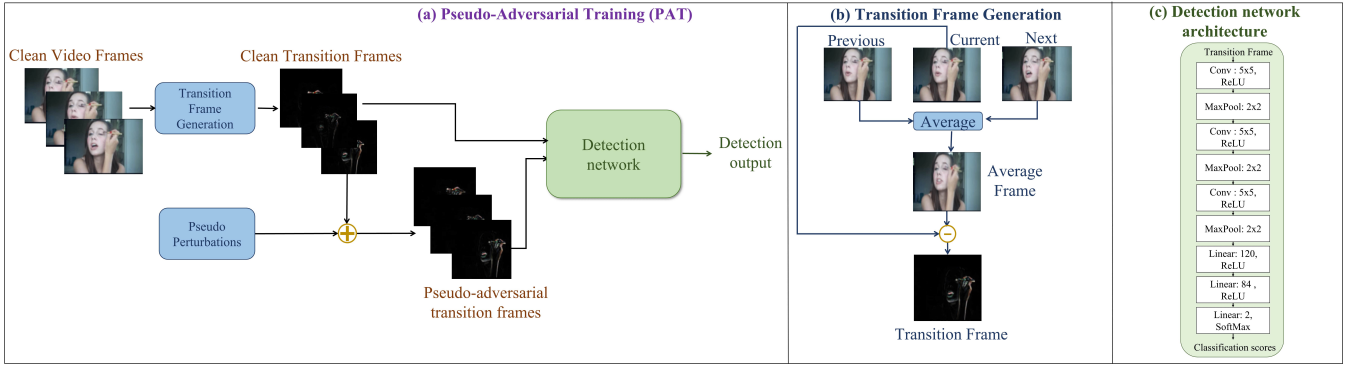 (a) Pseudo-Adversarial Training (PAT)
Clean Video Frames
Transition
Frame
Generation
Clean Transition Frames
Pseudo
Perturbations
+
Pseudo-adversarial
transition frames
Detection
network
Detection
output
(b) Transition Frame Generation
Previous
Current
Next
Average
Average
Frame
-
Transition Frame
(c) Detection network
architecture
Transition Frame
Conv : 5x5,
ReLU
MaxPool: 2x2
Conv : 5x5,
ReLU
MaxPool: 2x2
Conv : 5x5,
ReLU
MaxPool: 2x2
Linear: 120,
ReLU
Linear: 84 ,
ReLU
Linear: 2,
SoftMax
Classification scores